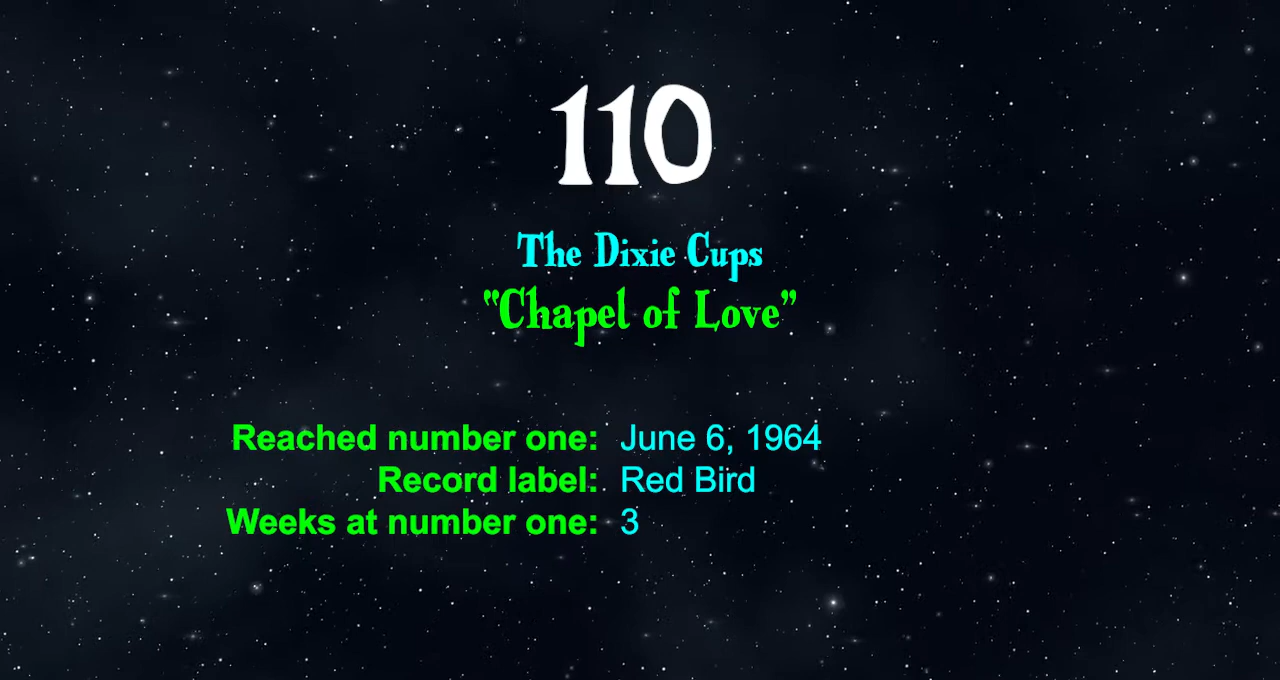 110
The Dixie Cups
“Chapel of Love”
Reached number one: June 6, 1964
Record label: Red Bird
Weeks at number one: 3